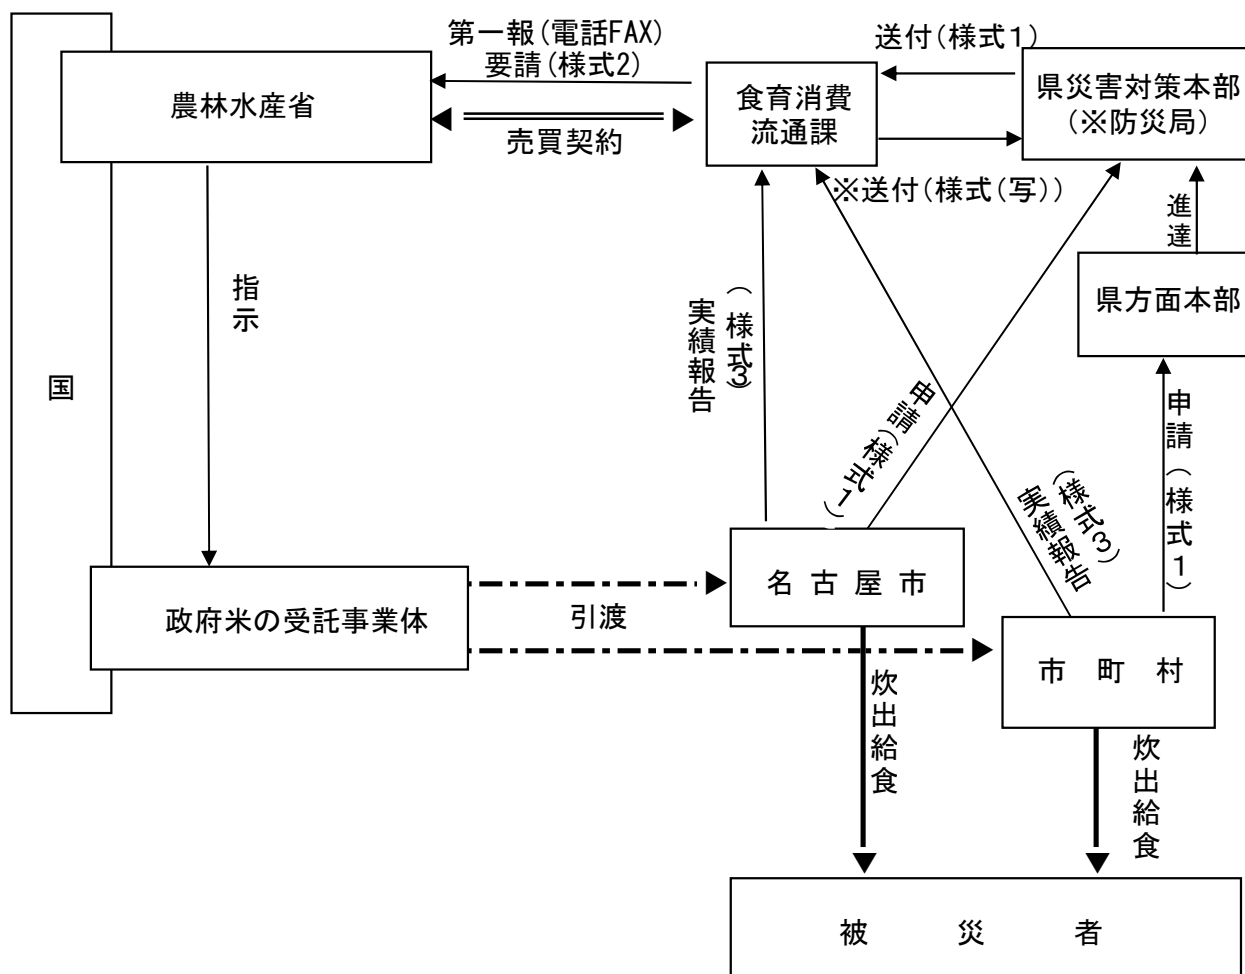 第一報(電話FAX)
要請(様式2)
送付(様式1)
農林水産省
食育消費
流通課
県災害対策本部
(※防災局)
売買契約
※送付(様式(写))
進達
県方面本部
指示
実績報告
(様式3)
国
申請(様式1)
実績報告
(様式3)
申請(様式1)
名古屋市
政府米の受託事業体
引渡
市町村
炊出給食
炊出給食
被災者